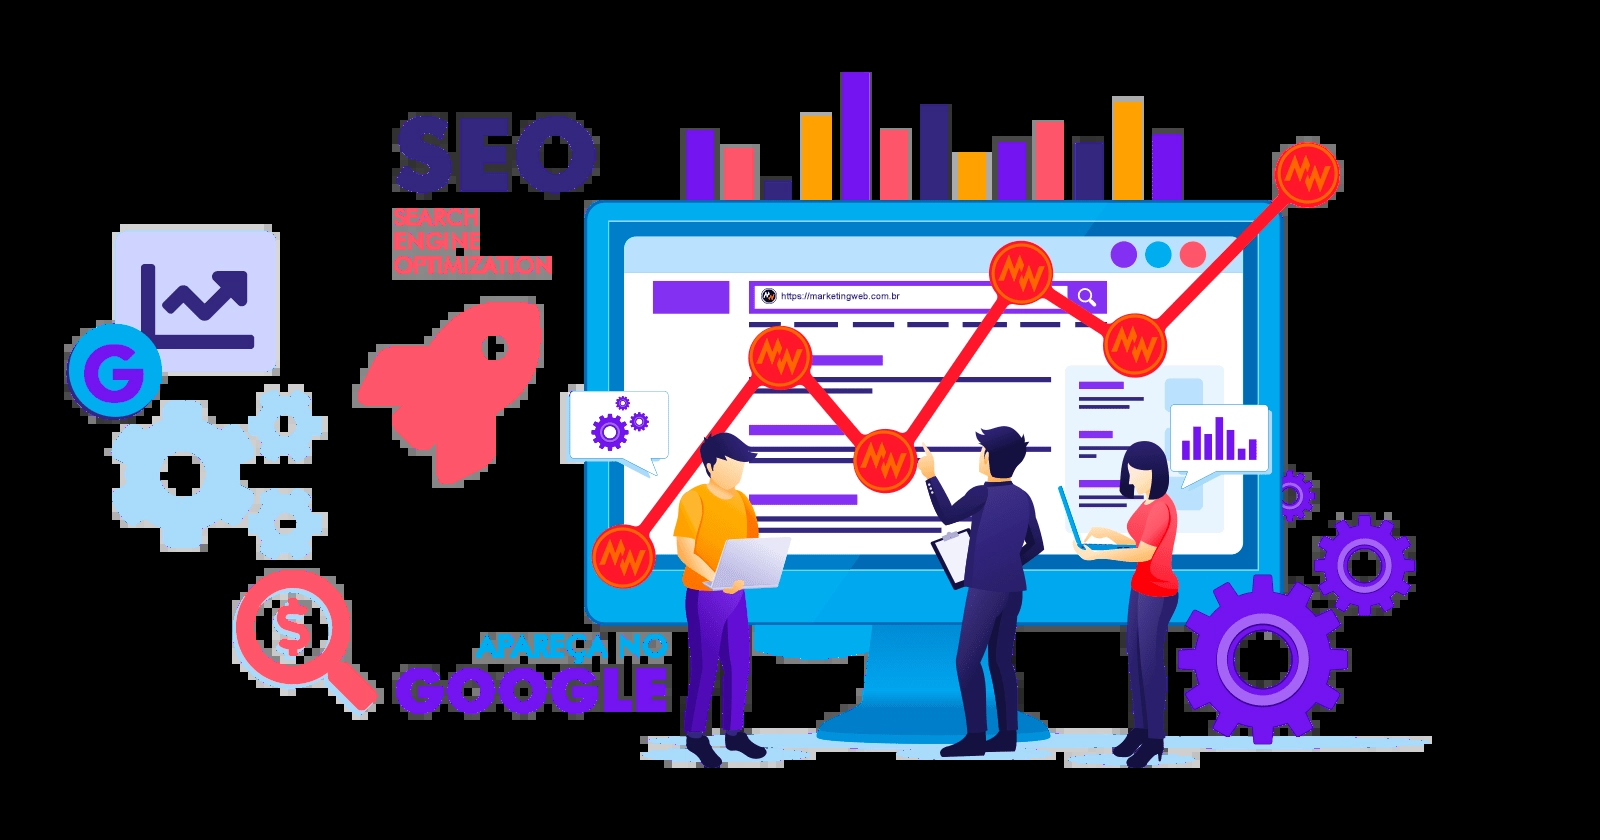 SEO
SEARCH
ENGINE
OPTIMIZATION
https://marketingweb.com.br
G
$
APAREÇA NO
GOOGLE